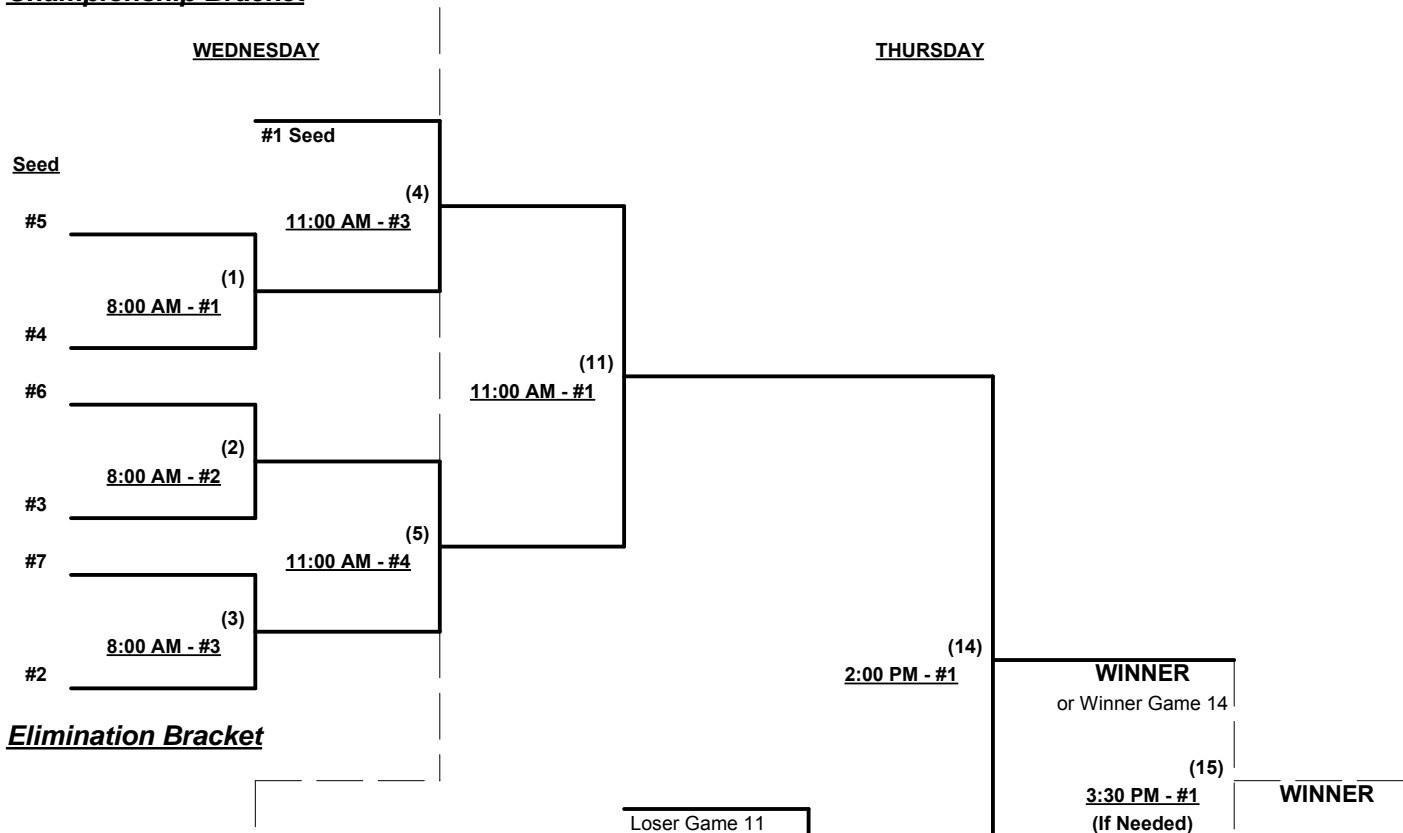 Championship Bracket
WEDNESDAY
THURSDAY
#1 Seed
Seed
(4)
#5
11:00 AM - #3
(1)
8:00 AM - #1
#4
(11)
#6
11:00 AM - #1
(2)
8:00 AM - #2
#3
(5)
#7
11:00 AM - #4
(3)
8:00 AM - #3
(14)
#2
2:00 PM - #1
WINNER
or Winner Game 14
Elimination Bracket
(15)
3:30 PM - #1
WINNER
Loser Game 11
(If Needed)